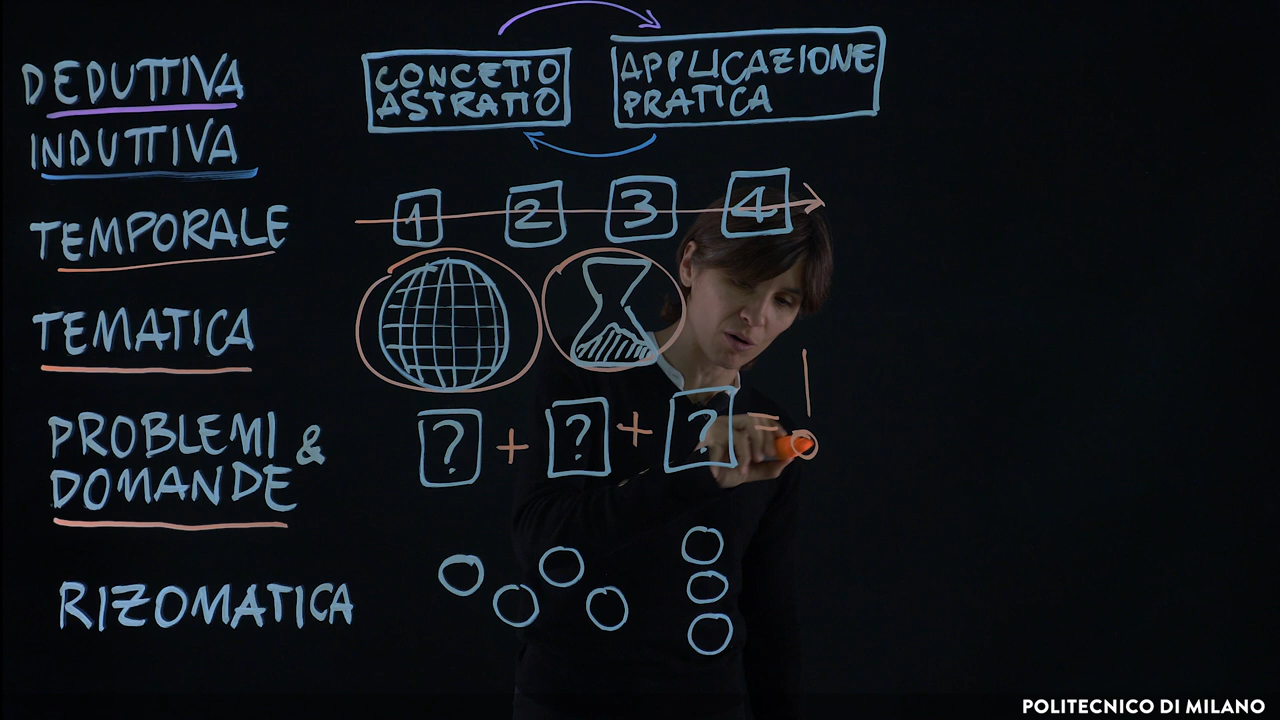 DEDUTTIVA
INDUTTIVA
CONCETTO
ASTRATTO
APPLICAZIONE
PRATICA
TEMPORALE
1 2 3 4
TEMATICA
PROBLEMI &
DOMANDE
? + ? + ? = !
RIZOMATICA
POLITECNICO DI MILANO